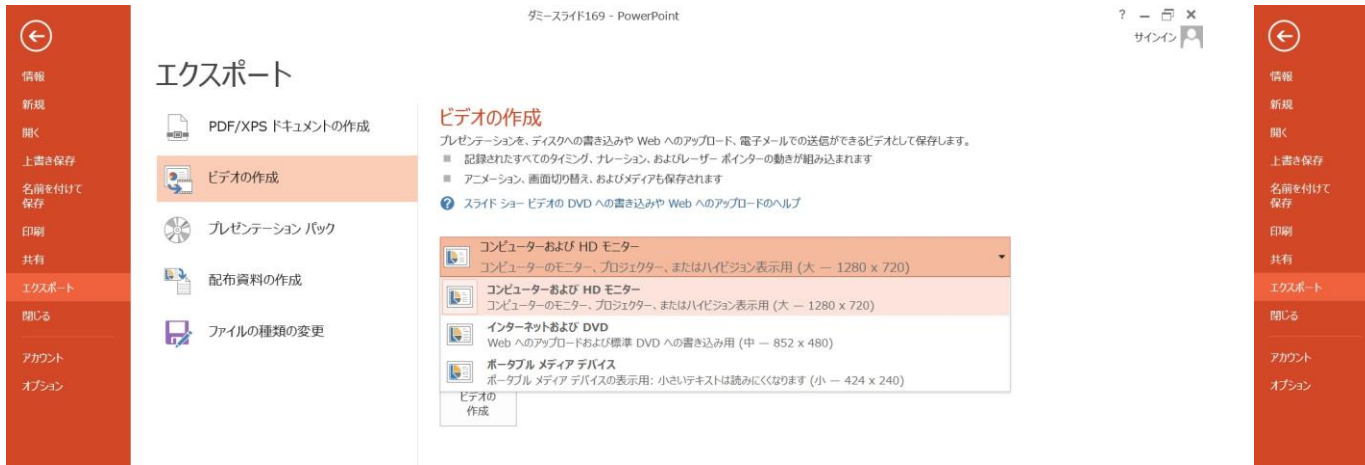 ダミースライド169 - PowerPoint
?
サインイン
情報
新規
開く
上書き保存
名前を付けて
保存
印刷
共有
エクスポート
閉じる
アカウント
オプション
エクスポート
PDF/XPS ドキュメントの作成
ビデオの作成
プレゼンテーション パック
配布資料の作成
ファイルの種類の変更
ビデオの作成
プレゼンテーションを、ディスクへの書き込みや Web へのアップロード、電子メールでの送信ができるビデオとして保存します。
記録されたすべてのタイミング、ナレーション、およびレーザー ポインターの動きが組み込まれます
アニメーション、画面切り替え、およびメディアも保存されます
? スライド ショー ビデオの DVD への書き込みや Web へのアップロードのヘルプ
コンピューターおよび HD モニター
コンピューターのモニター、プロジェクター、またはハイビジョン表示用 (大 — 1280 x 720)
コンピューターおよび HD モニター
コンピューターのモニター、プロジェクター、またはハイビジョン表示用 (大 — 1280 x 720)
インターネットおよび DVD
Web へのアップロードおよび標準 DVD への書き込み用 (中 — 852 x 480)
ポータブル メディア デバイス
ポータブル メディア デバイスの表示用: 小さいテキストは読みにくくなります (小 — 424 x 240)
ビデオの
作成
情報
新規
開く
上書き保存
名前を付けて
保存
印刷
共有
エクスポート
閉じる
アカウント
オプション